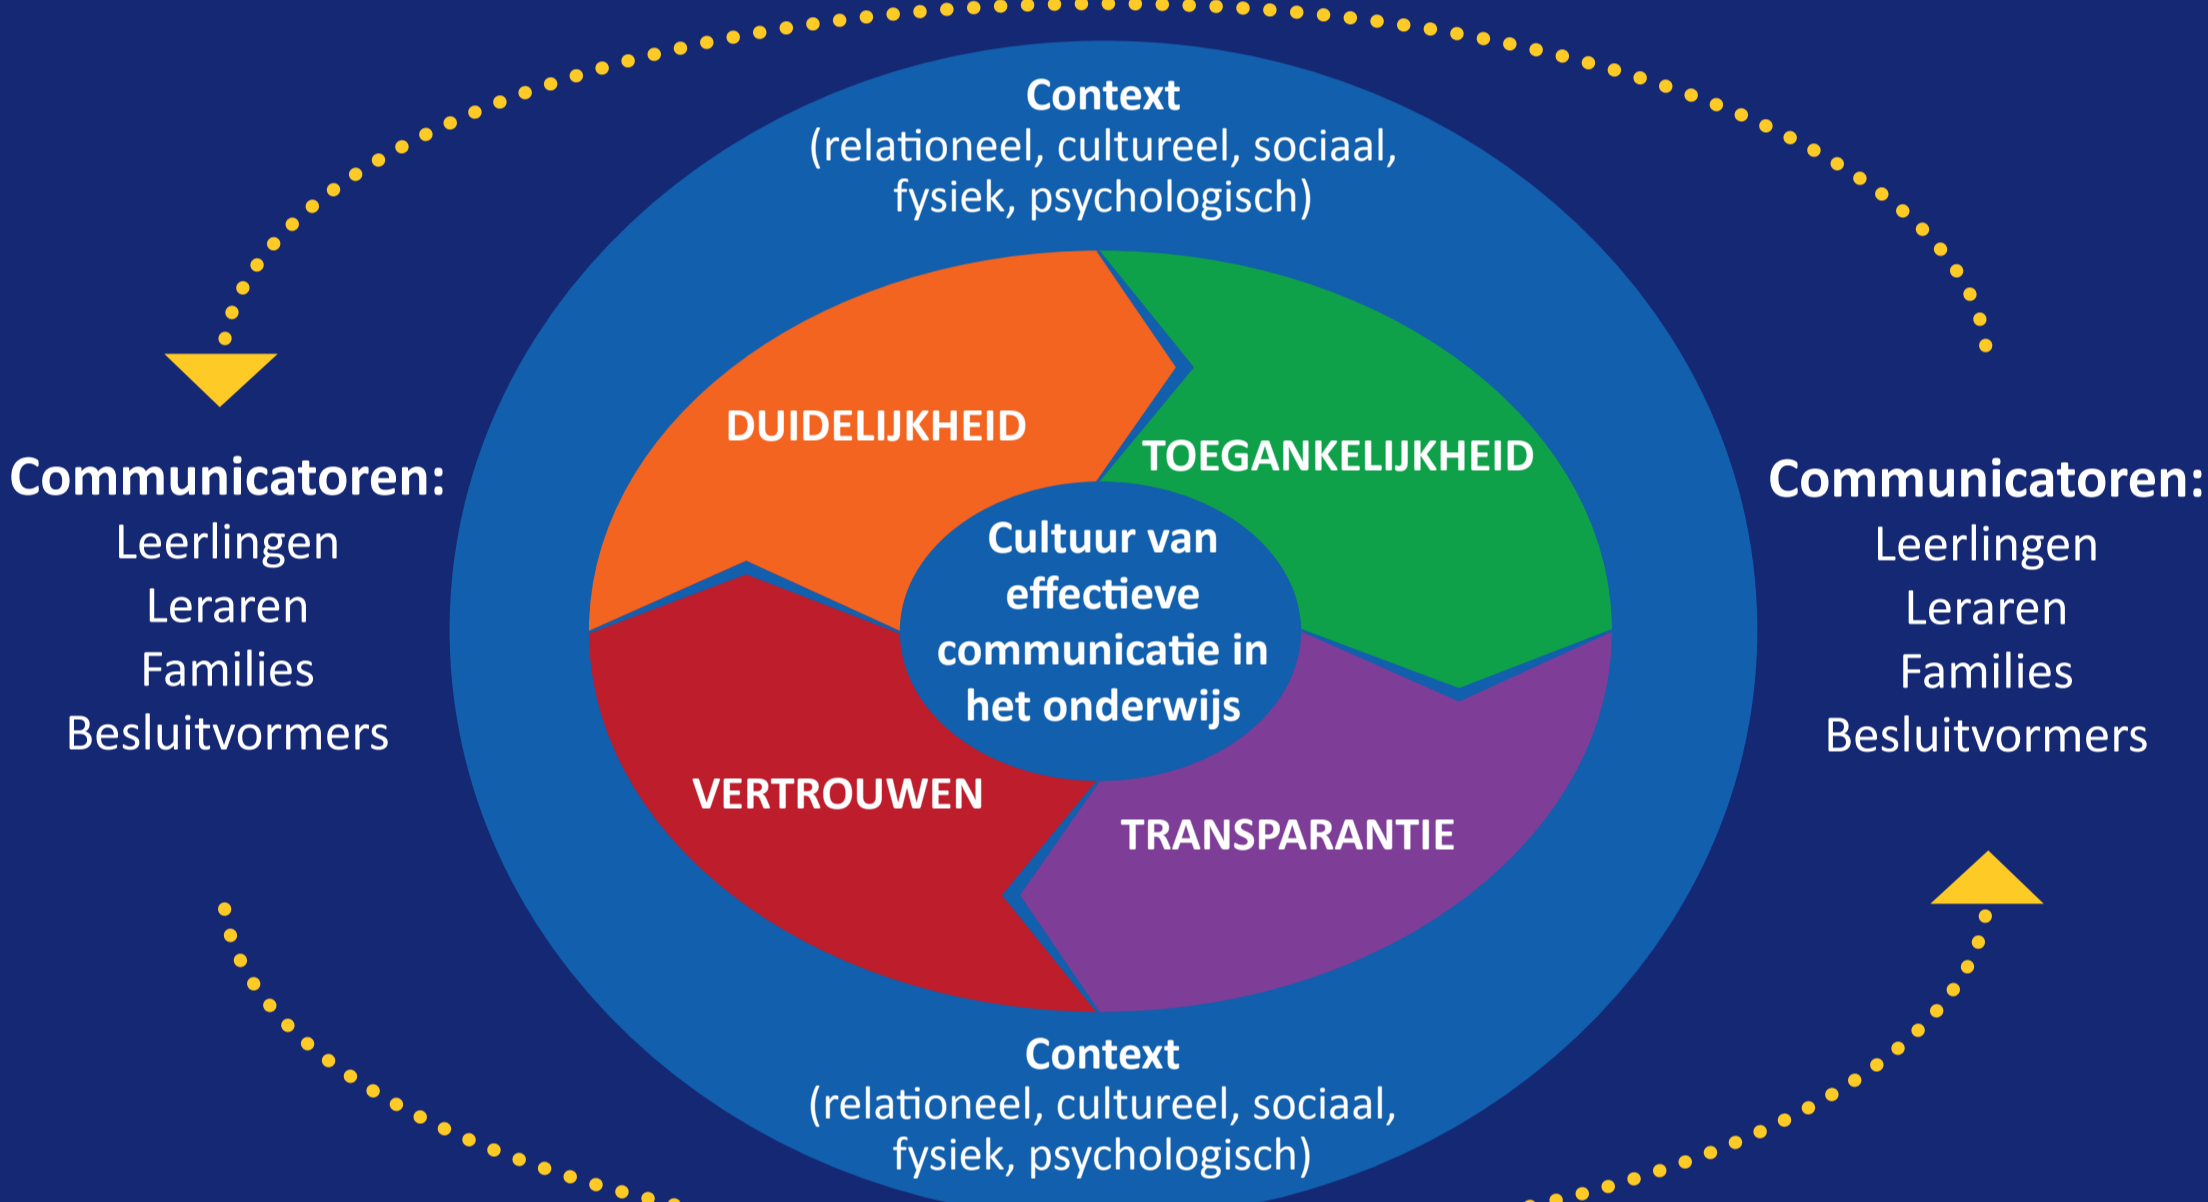 Context
(relationeel, cultureel, sociaal,
fysiek, psychologisch)
DUIDELIJKHEID
TOEGANKELIJKHEID
Communicatoren:
Leerlingen
Leraren
Families
Besluitvormers
Cultuur van
effectieve
communicatie in
het onderwijs
Communicatoren:
Leerlingen
Leraren
Families
Besluitvormers
VERTROUWEN
TRANSPARANTIE
Context
(relationeel, cultureel, sociaal,
fysiek, psychologisch)